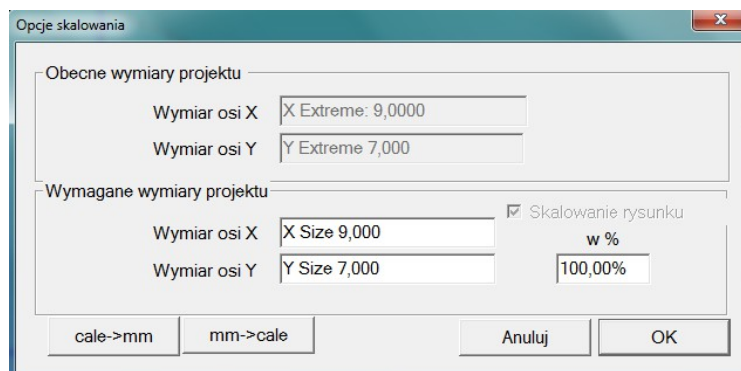 Opcje skalowania
x
Obecne wymiary projektu
Wymiar osi X X Extreme: 9,0000
Wymiar osi Y Y Extreme 7,000
Wymagane wymiary projektu
Skalowanie rysunku
Wymiar osi X X Size 9,000 w %
Wymiar osi Y Y Size 7,000 100,00%
cale->mm mm->cale Anuluj OK